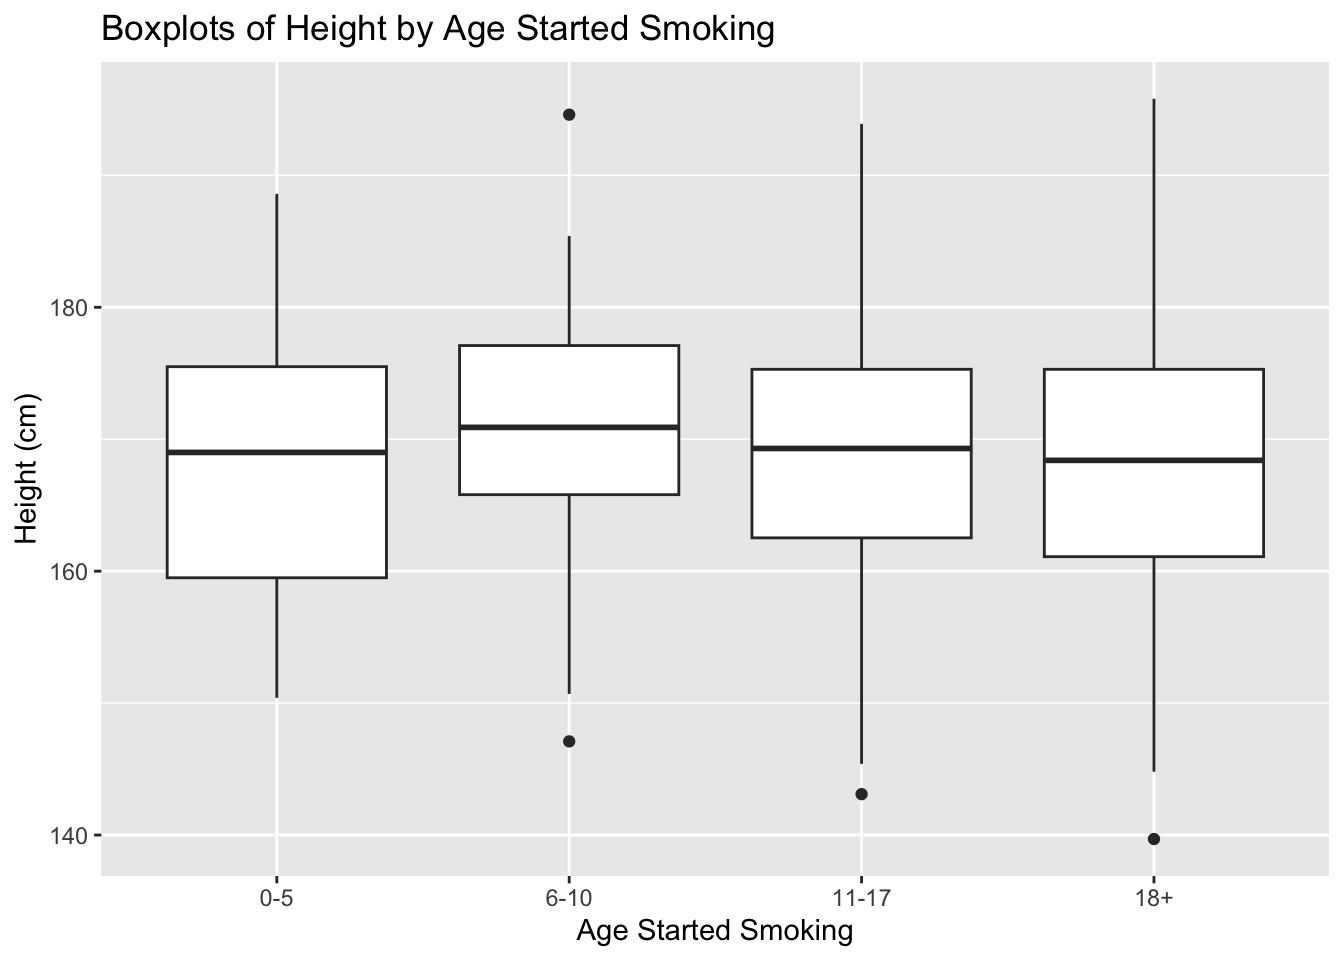 Boxplots of Height by Age Started Smoking
Height (cm)
180
160
140
0-5
6-10
11-17
18+
Age Started Smoking